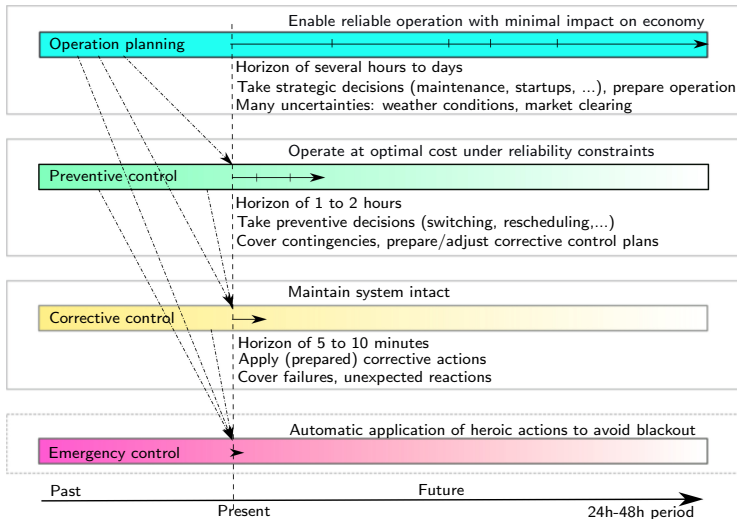 Enable reliable operation with minimal impact on economy
Operation planning
Horizon of several hours to days
Take strategic decisions (maintenance, startups, ...), prepare operation
Many uncertainties: weather conditions, market clearing
Operate at optimal cost under reliability constraints
Preventive control
Horizon of 1 to 2 hours
Take preventive decisions (switching, rescheduling,...)
Cover contingencies, prepare/adjust corrective control plans
Maintain system intact
Corrective control
Horizon of 5 to 10 minutes
Apply (prepared) corrective actions
Cover failures, unexpected reactions
Automatic application of heroic actions to avoid blackout
Emergency control
Past
Future
Present
24h-48h period